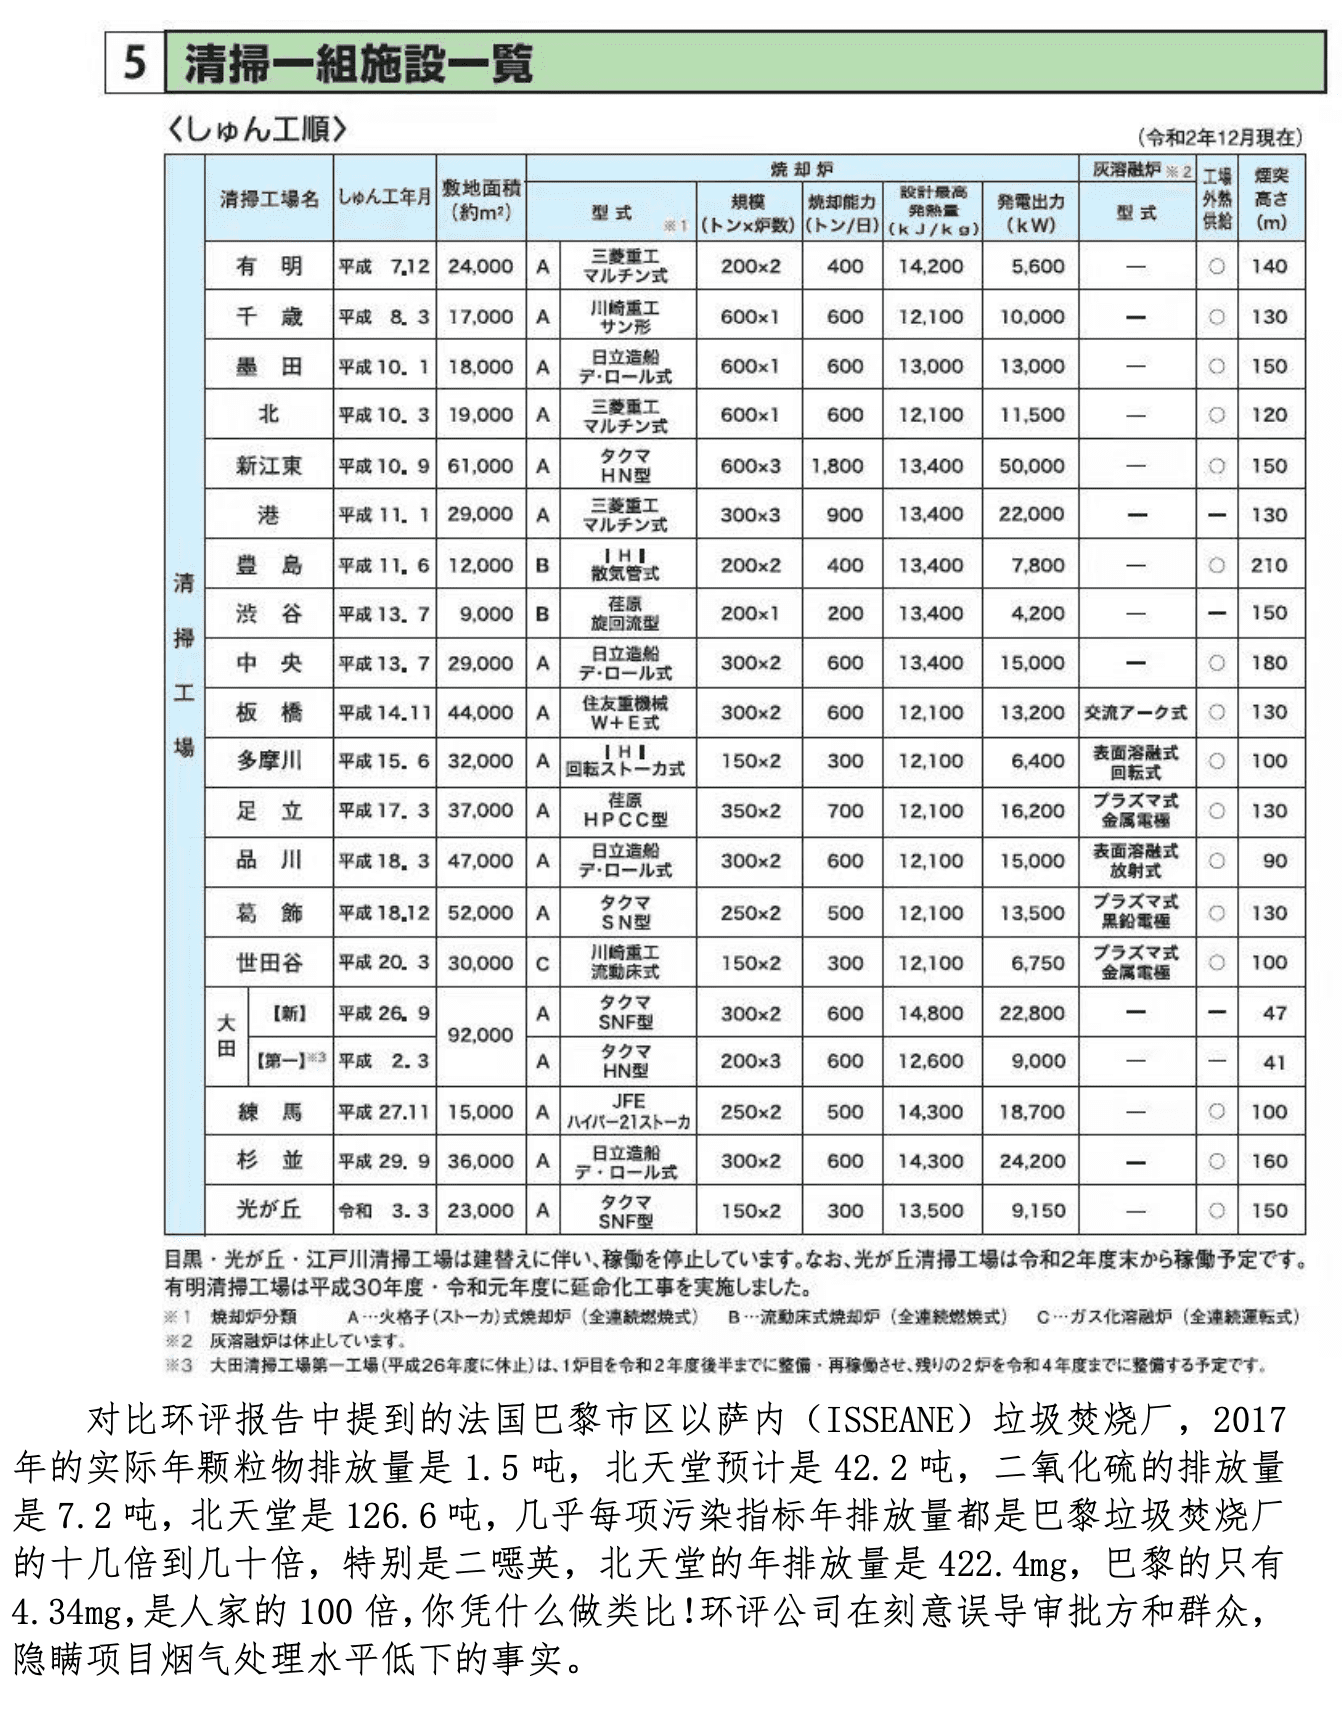 5 清掃一組施設一覧
〈しゅん工順〉
(令和2年12月現在)
清掃工場名 しゅん工年月 敷地面積(約m²) 焼却炉 灰溶融炉※2 工場外熱供給 煙突高さ(m)
型式 ※1 規模(トン×炉数) 焼却能力(トン/日) 設計最高発熱量(kJ/kg) 発電出力(kW) 型式
清掃工場
有明 平成 7.12 24,000 A 三菱重工 マルチン式 200×2 400 14,200 5,600 — ○ 140
千歳 平成 8. 3 17,000 A 川崎重工 サン形 600×1 600 12,100 10,000 — ○ 130
墨田 平成10. 1 18,000 A 日立造船 デ・ロール式 600×1 600 13,000 13,000 — ○ 150
北 平成10. 3 19,000 A 三菱重工 マルチン式 600×1 600 12,100 11,500 — ○ 120
新江東 平成10. 9 61,000 A タクマ HN型 600×3 1,800 13,400 50,000 — ○ 150
港 平成11. 1 29,000 A 三菱重工 マルチン式 300×3 900 13,400 22,000 — — 130
豊島 平成11. 6 12,000 B IHI 散気管式 200×2 400 13,400 7,800 — ○ 210
渋谷 平成13. 7 9,000 B 荏原 旋回流型 200×1 200 13,400 4,200 — — 150
中央 平成13. 7 29,000 A 日立造船 デ・ロール式 300×2 600 13,400 15,000 — ○ 180
板橋 平成14.11 44,000 A 住友重機械 W+E式 300×2 600 12,100 13,200 交流アーク式 ○ 130
多摩川 平成15. 6 32,000 A IHI 回転ストーカ式 150×2 300 12,100 6,400 表面溶融式 回転式 ○ 100
足立 平成17. 3 37,000 A 荏原 HPCC型 350×2 700 12,100 16,200 プラズマ式 金属電極 ○ 130
品川 平成18. 3 47,000 A 日立造船 デ・ロール式 300×2 600 12,100 15,000 表面溶融式 放射式 ○ 90
葛飾 平成18.12 52,000 A タクマ SN型 250×2 500 12,100 13,500 プラズマ式 黒鉛電極 ○ 130
世田谷 平成20. 3 30,000 C 川崎重工 流動床式 150×2 300 12,100 6,750 プラズマ式 金属電極 ○ 100
大田 【新】 平成26. 9 92,000 A タクマ SNF型 300×2 600 14,800 22,800 — — 47
【第一】※3 平成 2. 3 A タクマ HN型 200×3 600 12,600 9,000 — — 41
練馬 平成27.11 15,000 A JFE ハイパー21ストーカ 250×2 500 14,300 18,700 — ○ 100
杉並 平成29. 9 36,000 A 日立造船 デ・ロール式 300×2 600 14,300 24,200 — ○ 160
光が丘 令和 3. 3 23,000 A タクマ SNF型 150×2 300 13,500 9,150 — ○ 150
目黒・光が丘・江戸川清掃工場は建替えに伴い、稼働を停止しています。なお、光が丘清掃工場は令和2年度末から稼働予定です。
有明清掃工場は平成30年度・令和元年度に延命化工事を実施しました。
※1 焼却炉分類 A…火格子(ストーカ)式焼却炉(全連続燃焼式) B…流動床式焼却炉(全連続燃焼式) C…ガス化溶融炉(全連続運転式)
※2 灰溶融炉は休止しています。
※3 大田清掃工場第一工場(平成26年度に休止)は、1炉目を令和2年度後半までに整備・再稼働させ、残りの2炉を令和4年度までに整備する予定です。
对比环评报告中提到的法国巴黎市区以萨内（ISSEANE）垃圾焚烧厂，2017
年的实际年颗粒物排放量是 1.5 吨，北天堂预计是 42.2 吨，二氧化硫的排放量
是 7.2 吨，北天堂是 126.6 吨，几乎每项污染指标年排放量都是巴黎垃圾焚烧厂
的十几倍到几十倍，特别是二噁英，北天堂的年排放量是 422.4mg，巴黎的只有
4.34mg，是人家的 100 倍，你凭什么做类比！环评公司在刻意误导审批方和群众，
隐瞒项目烟气处理水平低下的事实。